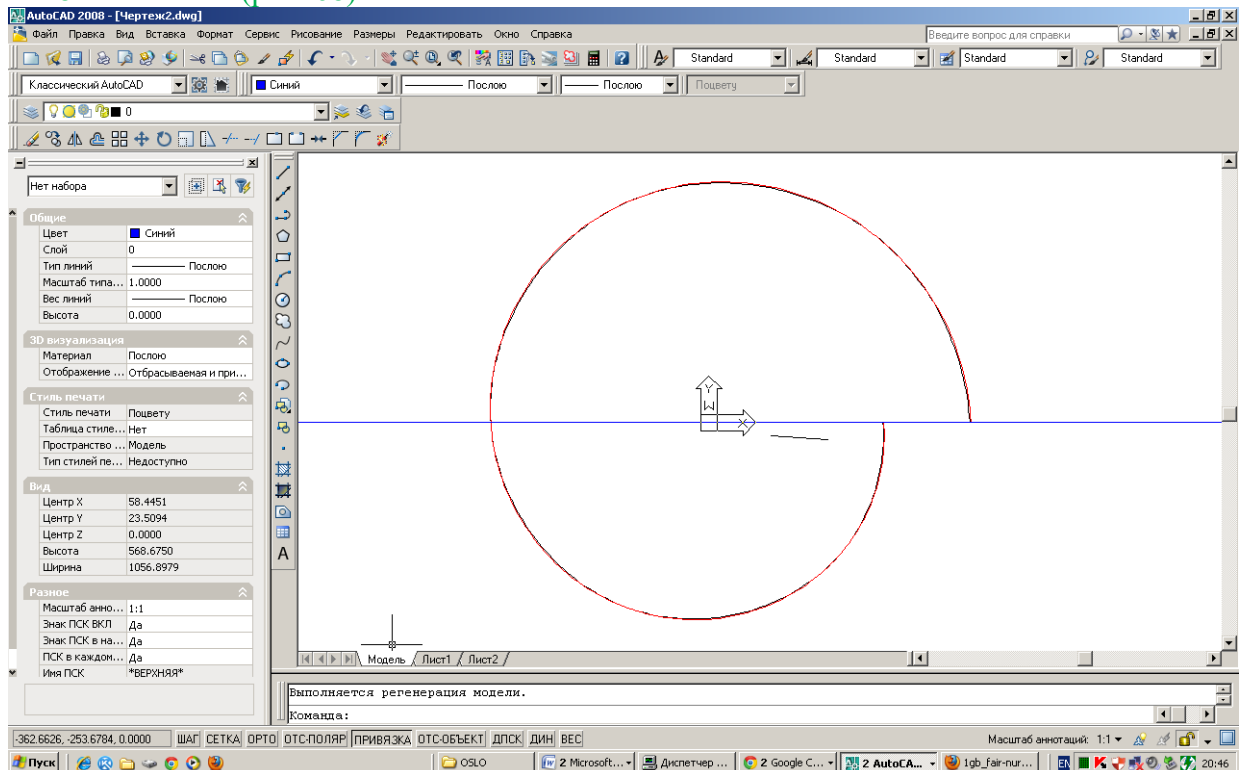 AutoCAD 2008 - [Чертеж2.dwg]
Файл Правка Вид Вставка Формат Сервис Рисование Размеры Редактировать Окно Справка
Введите вопрос для справки
Standard Standard Standard Standard
Классический AutoCAD Синий Послою Послою Поцвету
0
Нет набора
Общие
Цвет Синий
Слой 0
Тип линий Послою
Масштаб типа... 1.0000
Вес линий Послою
Высота 0.0000
3D визуализация
Материал Послою
Отображение ... Отбрасываемая и при...
Стиль печати
Стиль печати Поцвету
Таблица стиле... Нет
Пространство ... Модель
Тип стилей пе... Недоступно
Вид
Центр X 58.4451
Центр Y 23.5094
Центр Z 0.0000
Высота 568.6750
Ширина 1056.8979
Разное
Масштаб анно... 1:1
Знак ПСК ВКЛ Да
Знак ПСК в на... Да
ПСК в каждом... Да
Имя ПСК *ВЕРХНЯЯ*
Y
W
X
A
Модель Лист1 Лист2
Выполняется регенерация модели.
Команда:
-362.6626, -253.6784, 0.0000 ШАГ СЕТКА ОРТО ОТС-ПОЛЯР ПРИВЯЗКА ОТС-ОБЪЕКТ ДПСК ДИН ВЕС Масштаб аннотаций: 1:1
Пуск OSLO 2 Microsoft... Диспетчер ... 2 Google C... 2 AutoCA... 1gb_fair-nur... EN 20:46